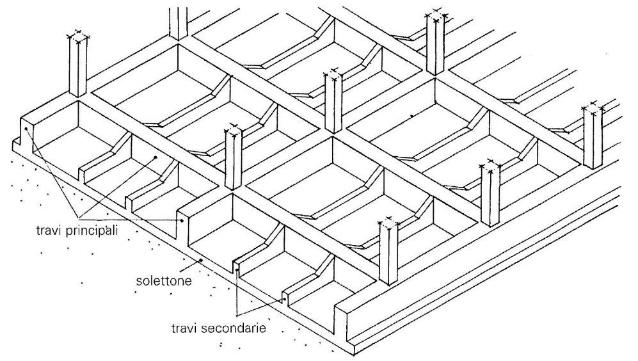 travi principali
solettone
travi secondarie